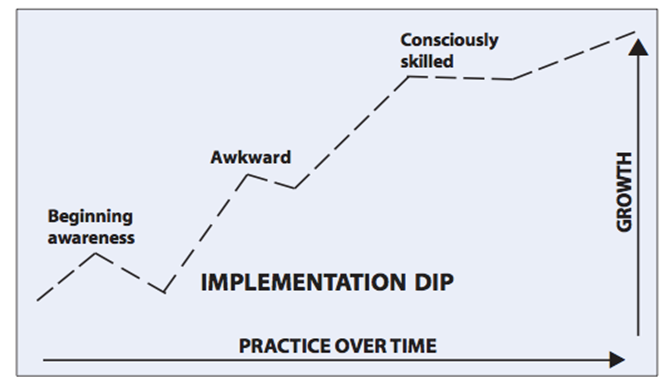 Consciously
skilled
Awkward
Beginning
awareness
GROWTH
IMPLEMENTATION DIP
PRACTICE OVER TIME